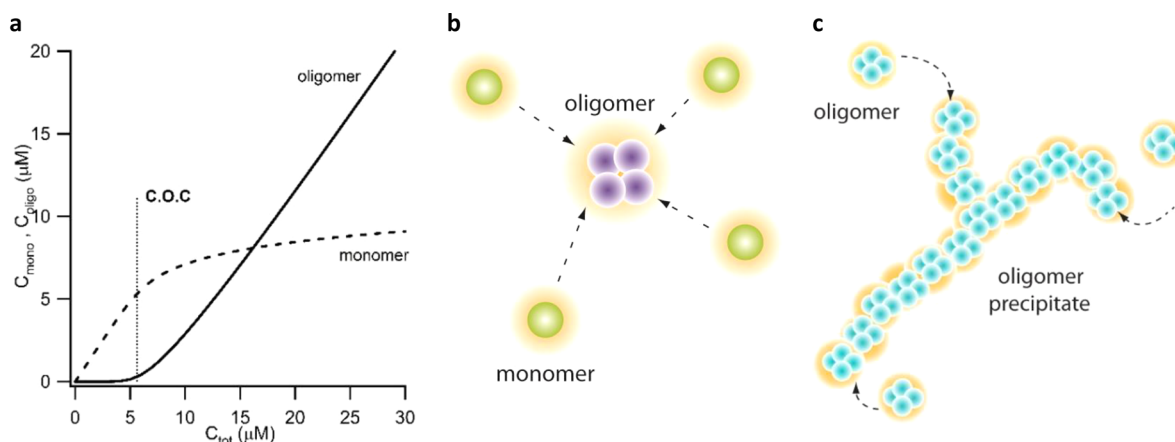 a
20
15
10
5
0
C_mono , C_oligo (μM)
oligomer
C.O.C
monomer
0 5 10 15 20 25 30
C_tot (μM)
b
oligomer
monomer
c
oligomer
oligomer
precipitate